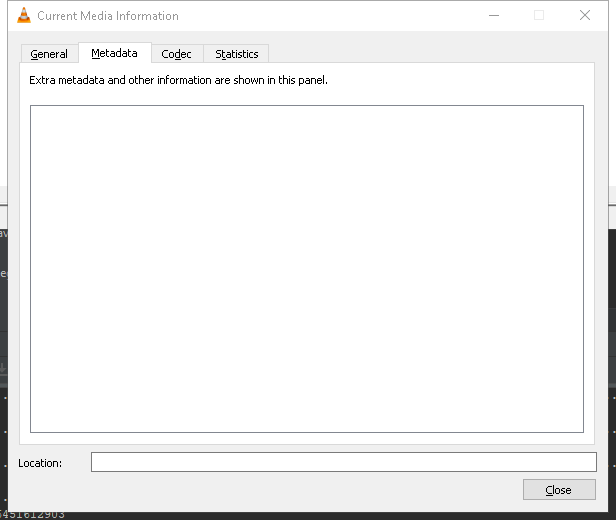 Current Media Information
General Metadata Codec Statistics
Extra metadata and other information are shown in this panel.
Location:
Close
451612903